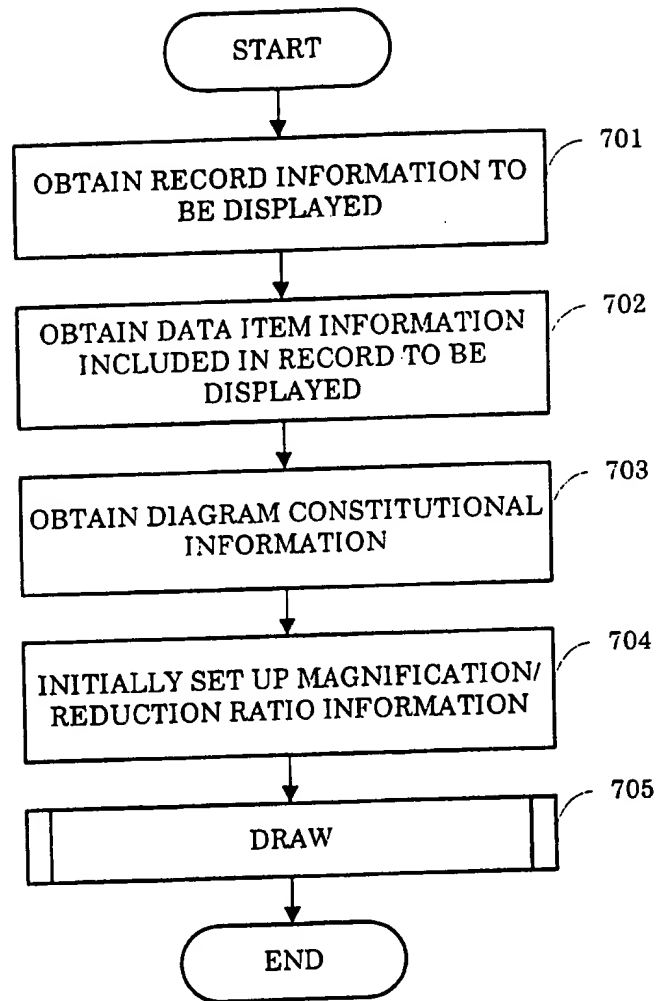 START
701
OBTAIN RECORD INFORMATION TO
BE DISPLAYED
702
OBTAIN DATA ITEM INFORMATION
INCLUDED IN RECORD TO BE
DISPLAYED
703
OBTAIN DIAGRAM CONSTITUTIONAL
INFORMATION
704
INITIALLY SET UP MAGNIFICATION/
REDUCTION RATIO INFORMATION
705
DRAW
END